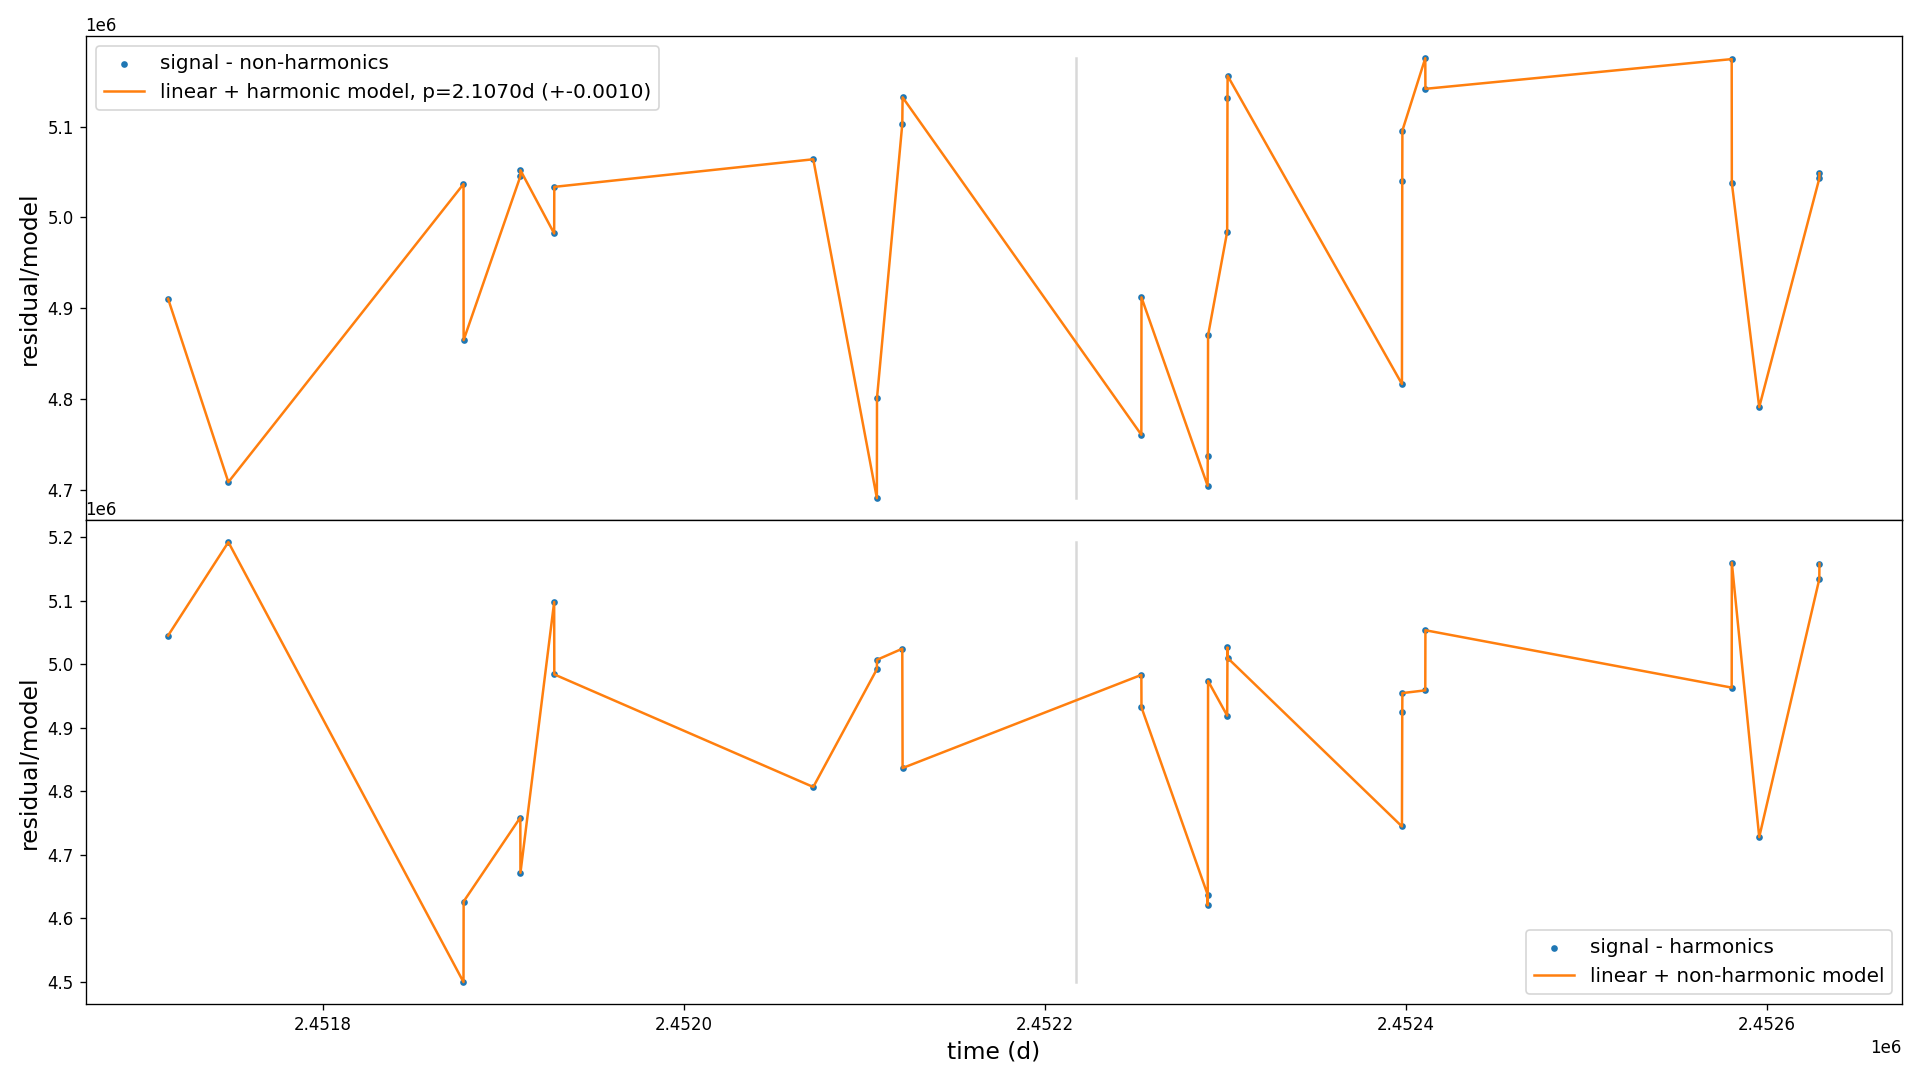 1e6
signal - non-harmonics
linear + harmonic model, p=2.1070d (+-0.0010)
5.1
5.0
4.9
4.8
4.7
residual/model
1e6
5.2
5.1
5.0
4.9
4.8
4.7
4.6
4.5
residual/model
signal - harmonics
linear + non-harmonic model
2.4518
2.4520
2.4522
2.4524
2.4526
time (d)
1e6